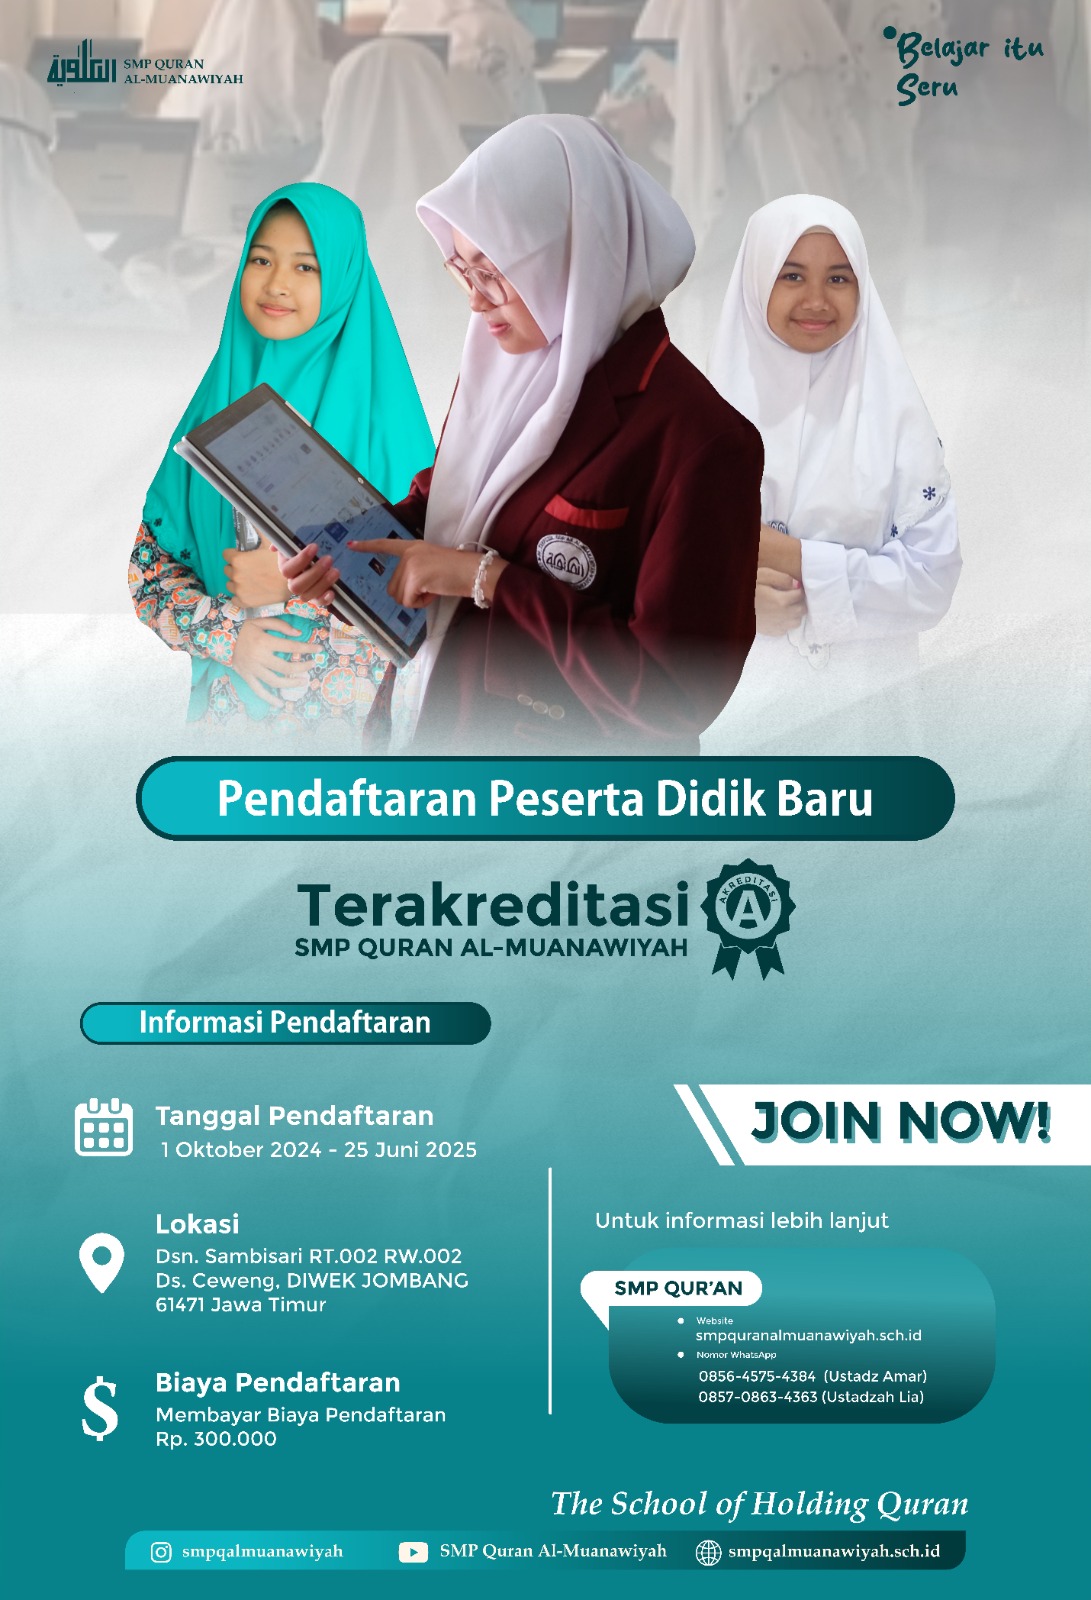 SMP QURAN
AL-MUANAWIYAH
Belajar itu
Seru
Pendaftaran Peserta Didik Baru
Terakreditasi
SMP QURAN AL-MUANAWIYAH
AKREDITASI
A
Informasi Pendaftaran
Tanggal Pendaftaran
1 Oktober 2024 - 25 Juni 2025
Lokasi
Dsn. Sambisari RT.002 RW.002
Ds. Ceweng, DIWEK JOMBANG
61471 Jawa Timur
Biaya Pendaftaran
Membayar Biaya Pendaftaran
Rp. 300.000
JOIN NOW!
Untuk informasi lebih lanjut
SMP QUR'AN
Website
smpquranalmuanawiyah.sch.id
Nomor WhatsApp
0856-4575-4384 (Ustadz Amar)
0857-0863-4363 (Ustadzah Lia)
The School of Holding Quran
smpqalmuanawiyah
SMP Quran Al-Muanawiyah
smpqalmuanawiyah.sch.id